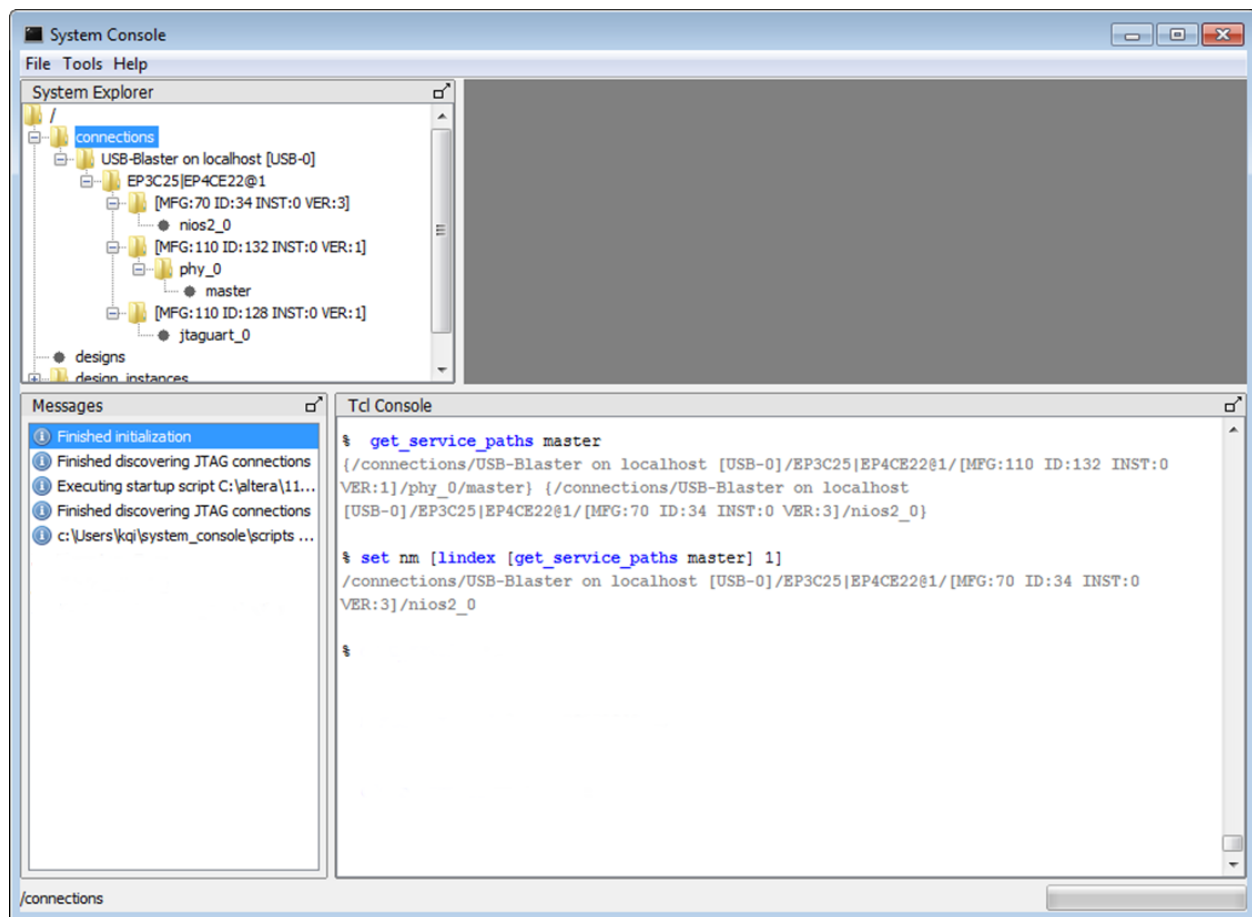 System Console
File Tools Help
System Explorer
/
connections
USB-Blaster on localhost [USB-0]
EP3C25|EP4CE22@1
[MFG:70 ID:34 INST:0 VER:3]
nios2_0
[MFG:110 ID:132 INST:0 VER:1]
phy_0
master
[MFG:110 ID:128 INST:0 VER:1]
jtaguart_0
designs
design_instances
Messages
Finished initialization
Finished discovering JTAG connections
Executing startup script C:\altera\11...
Finished discovering JTAG connections
c:\Users\kqi\system_console\scripts ...
Tcl Console
% get_service_paths master
{/connections/USB-Blaster on localhost [USB-0]/EP3C25|EP4CE22@1/[MFG:110 ID:132 INST:0
VER:1]/phy_0/master} {/connections/USB-Blaster on localhost
[USB-0]/EP3C25|EP4CE22@1/[MFG:70 ID:34 INST:0 VER:3]/nios2_0}
% set nm [lindex [get_service_paths master] 1]
/connections/USB-Blaster on localhost [USB-0]/EP3C25|EP4CE22@1/[MFG:70 ID:34 INST:0
VER:3]/nios2_0
%
/connections